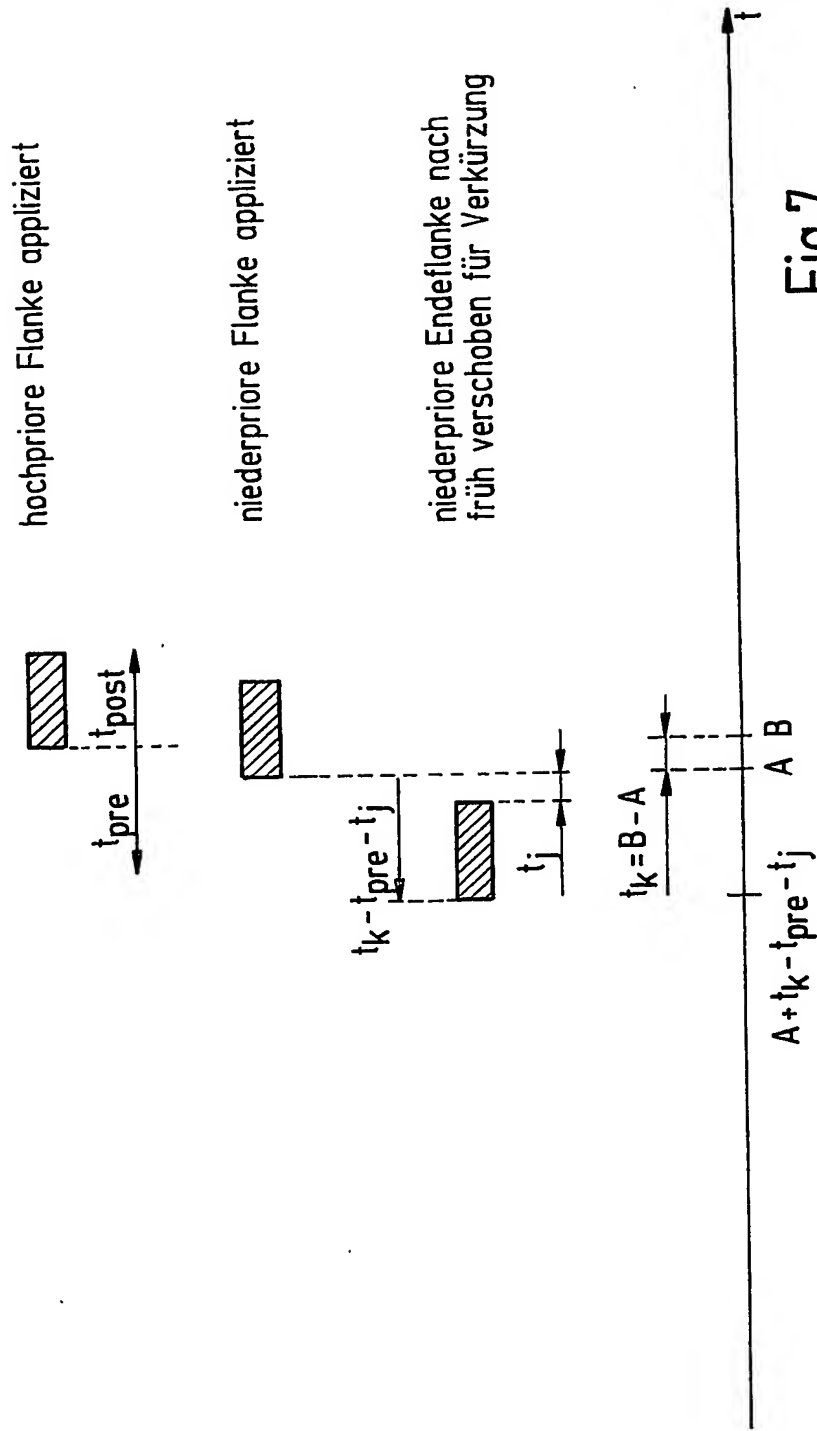 hochpriore Flanke appliziert
t_pre
t_post
niederpriore Flanke appliziert
t_k - t_pre - t_j
niederpriore Endeflanke nach
früh verschoben für Verkürzung
t_j
t_k = B - A
A + t_k - t_pre - t_j
A
B
t
Fig.7